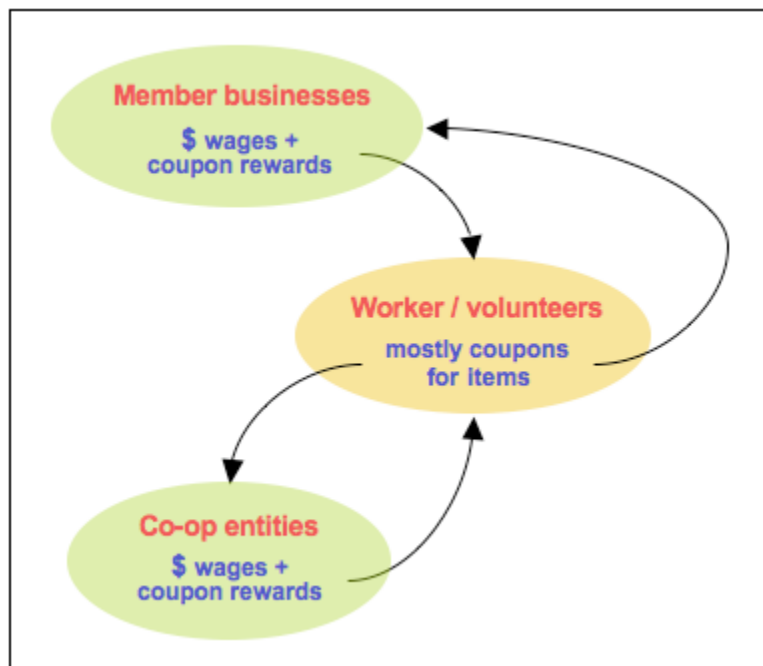 Member businesses
$ wages +
coupon rewards
Worker / volunteers
mostly coupons
for items
Co-op entities
$ wages +
coupon rewards